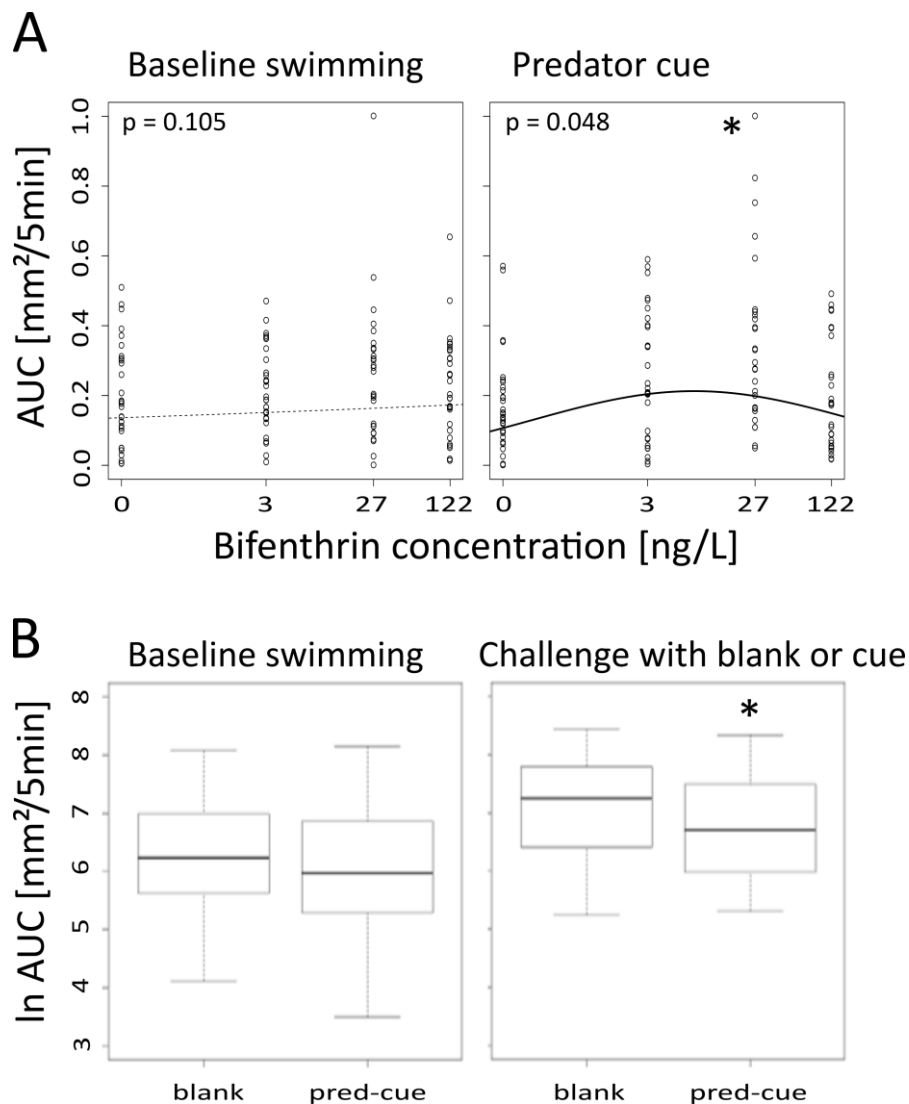 A
Baseline swimming
Predator cue
p = 0.105
p = 0.048
*
AUC [mm²/5min]
1.0
0.8
0.6
0.4
0.2
0.0
0 3 27 122
0 3 27 122
Bifenthrin concentration [ng/L]
B
Baseline swimming
Challenge with blank or cue
*
ln AUC [mm²/5min]
8
8
7
6
5
4
3
blank pred-cue
blank pred-cue